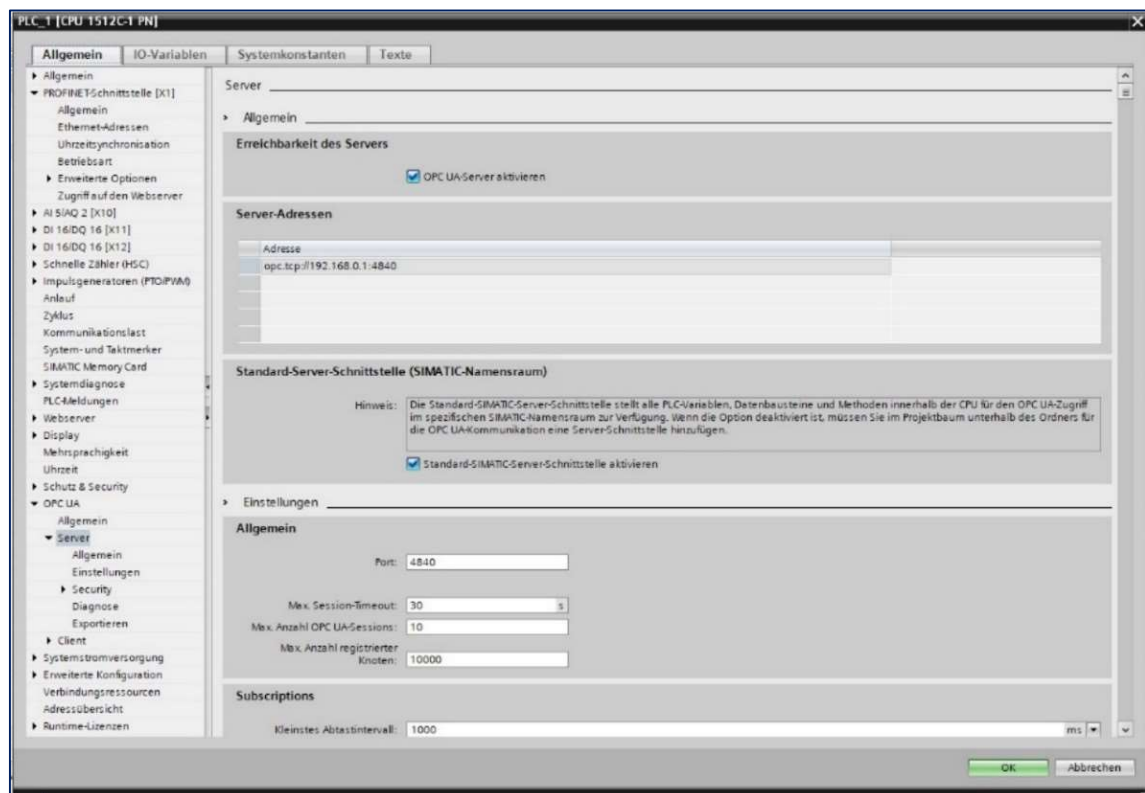 PLC_1 [CPU 1512C-1 PN]
Allgemein
IO-Variablen
Systemkonstanten
Texte
Allgemein
PROFINET-Schnittstelle [X1]
Allgemein
Ethernet-Adressen
Uhrzeitsynchronisation
Betriebsart
Erweiterte Optionen
Zugriff auf den Webserver
AI 5/AQ 2 [X10]
DI 16/DQ 16 [X11]
DI 16/DQ 16 [X12]
Schnelle Zähler (HSC)
Impulsgeneratoren (PTO/PWM)
Anlauf
Zyklus
Kommunikationslast
System- und Taktmerker
SIMATIC Memory Card
Systemdiagnose
PLC-Meldungen
Webserver
Display
Mehrsprachigkeit
Uhrzeit
Schutz & Security
OPC UA
Allgemein
Server
Allgemein
Einstellungen
Security
Diagnose
Exportieren
Client
Systemstromversorgung
Erweiterte Konfiguration
Verbindungsressourcen
Adressübersicht
Runtime-Lizenzen
Server
Allgemein
Erreichbarkeit des Servers
OPC UA-Server aktivieren
Server-Adressen
Adresse
opc.tcp://192.168.0.1:4840
Standard-Server-Schnittstelle (SIMATIC-Namensraum)
Hinweis: Die Standard-SIMATIC-Server-Schnittstelle stellt alle PLC-Variablen, Datenbausteine und Methoden innerhalb der CPU für den OPC UA-Zugriff
im spezifischen SIMATIC-Namensraum zur Verfügung. Wenn die Option deaktiviert ist, müssen Sie im Projektbaum unterhalb des Ordners für
die OPC UA-Kommunikation eine Server-Schnittstelle hinzufügen.
Standard-SIMATIC-Server-Schnittstelle aktivieren
Einstellungen
Allgemein
Port: 4840
Max. Session-Timeout: 30 s
Max. Anzahl OPC UA-Sessions: 10
Max. Anzahl registrierter
Knoten: 10000
Subscriptions
Kleinstes Abtastintervall: 1000 ms
OK
Abbrechen